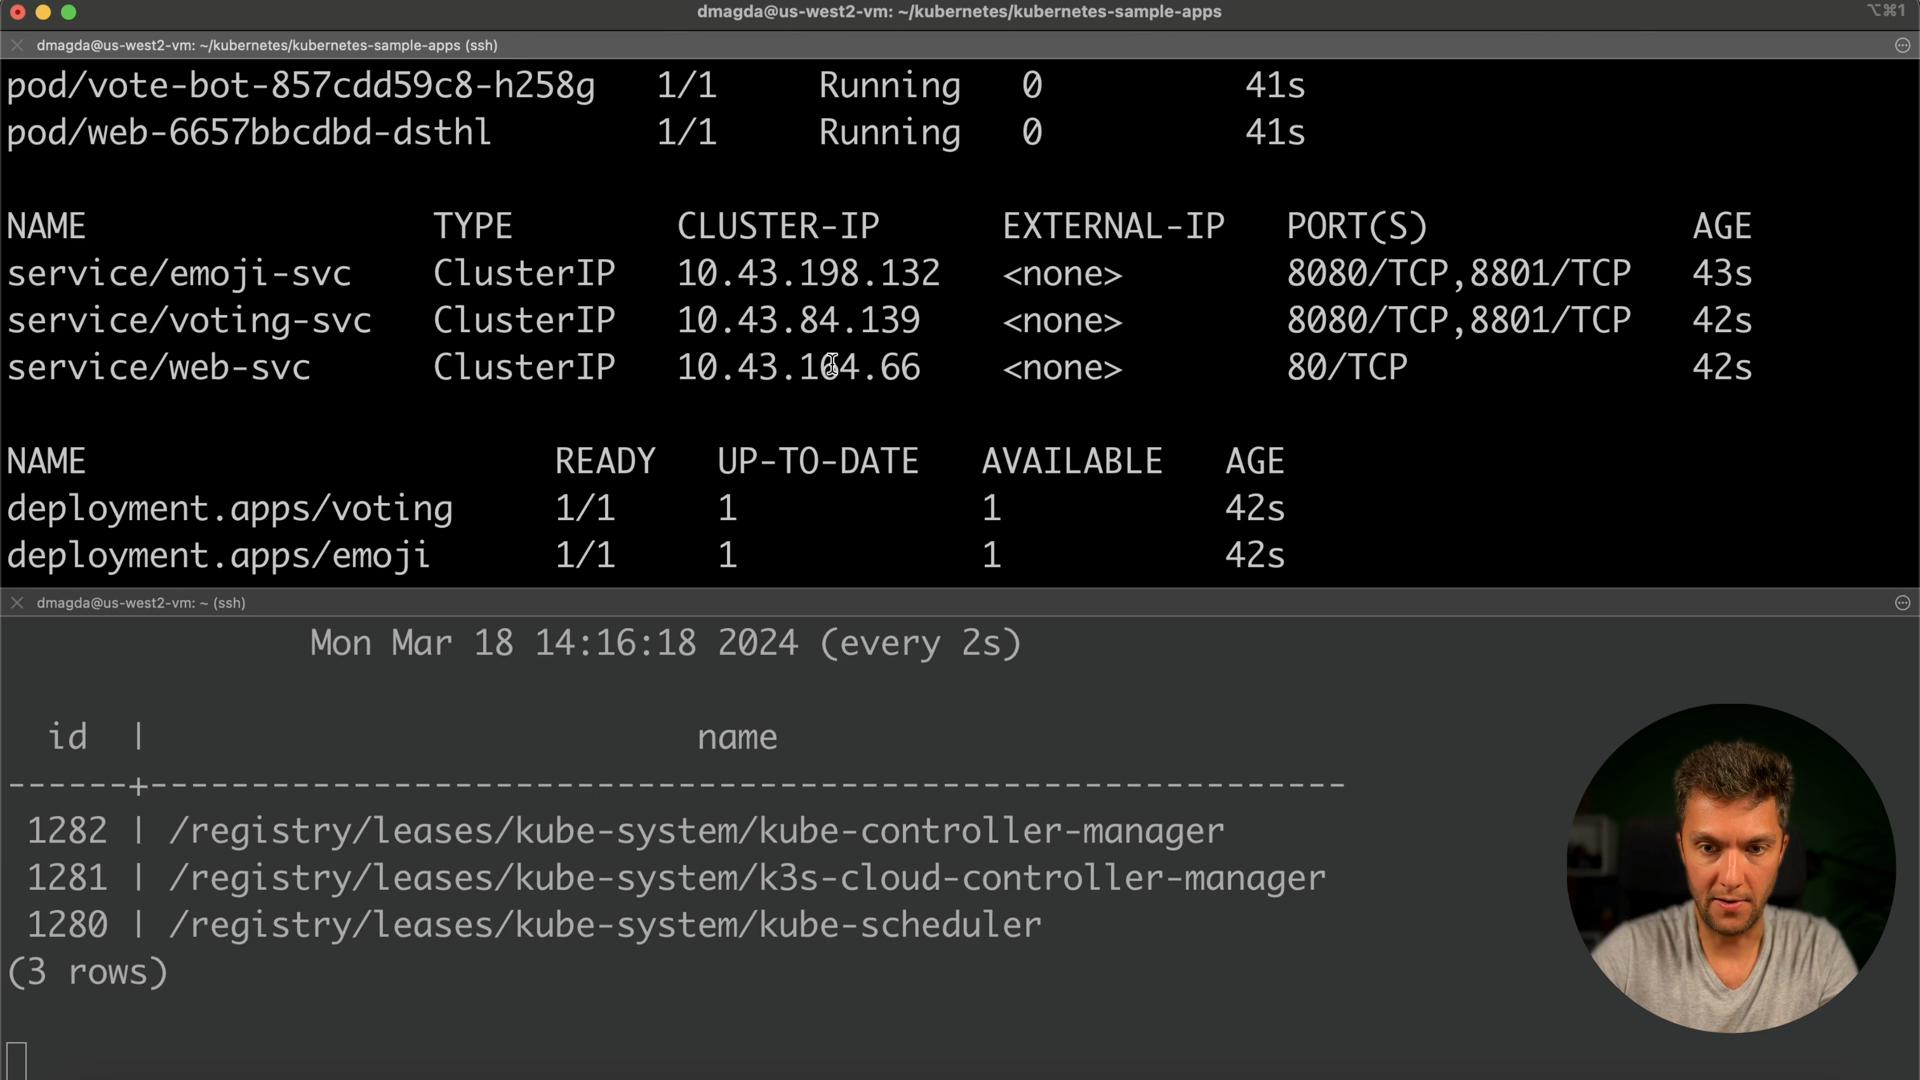 dmagda@us-west2-vm: ~/kubernetes/kubernetes-sample-apps
⌥⌘1
dmagda@us-west2-vm: ~/kubernetes/kubernetes-sample-apps (ssh)
pod/vote-bot-857cdd59c8-h258g 1/1 Running 0 41s
pod/web-6657bbcdbd-dsthl 1/1 Running 0 41s
NAME TYPE CLUSTER-IP EXTERNAL-IP PORT(S) AGE
service/emoji-svc ClusterIP 10.43.198.132 <none> 8080/TCP,8801/TCP 43s
service/voting-svc ClusterIP 10.43.84.139 <none> 8080/TCP,8801/TCP 42s
service/web-svc ClusterIP 10.43.164.66 <none> 80/TCP 42s
NAME READY UP-TO-DATE AVAILABLE AGE
deployment.apps/voting 1/1 1 1 42s
deployment.apps/emoji 1/1 1 1 42s
dmagda@us-west2-vm: ~ (ssh)
Mon Mar 18 14:16:18 2024 (every 2s)
id | name
------+-----------------------------------------------------------
1282 | /registry/leases/kube-system/kube-controller-manager
1281 | /registry/leases/kube-system/k3s-cloud-controller-manager
1280 | /registry/leases/kube-system/kube-scheduler
(3 rows)